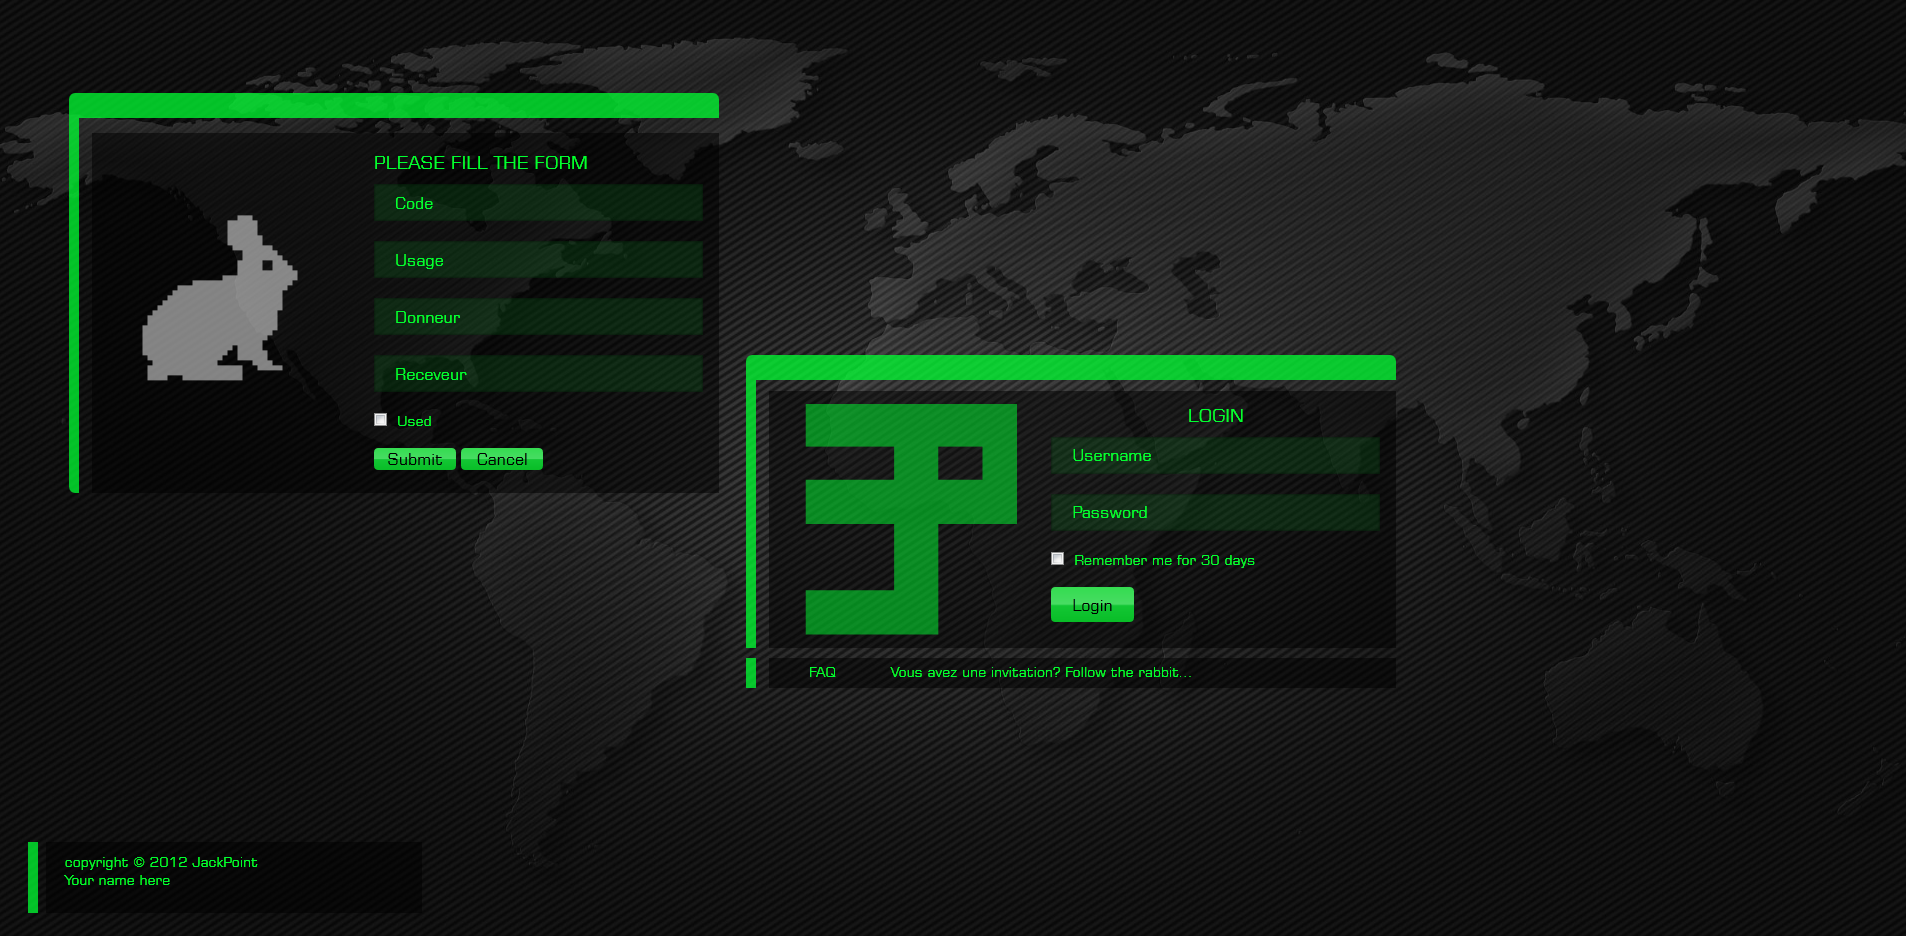 PLEASE FILL THE FORM
Code
Usage
Donneur
Receveur
Used
Submit Cancel
LOGIN
Username
Password
Remember me for 30 days
Login
FAQ Vous avez une invitation? Follow the rabbit...
copyright © 2012 JackPoint
Your name here